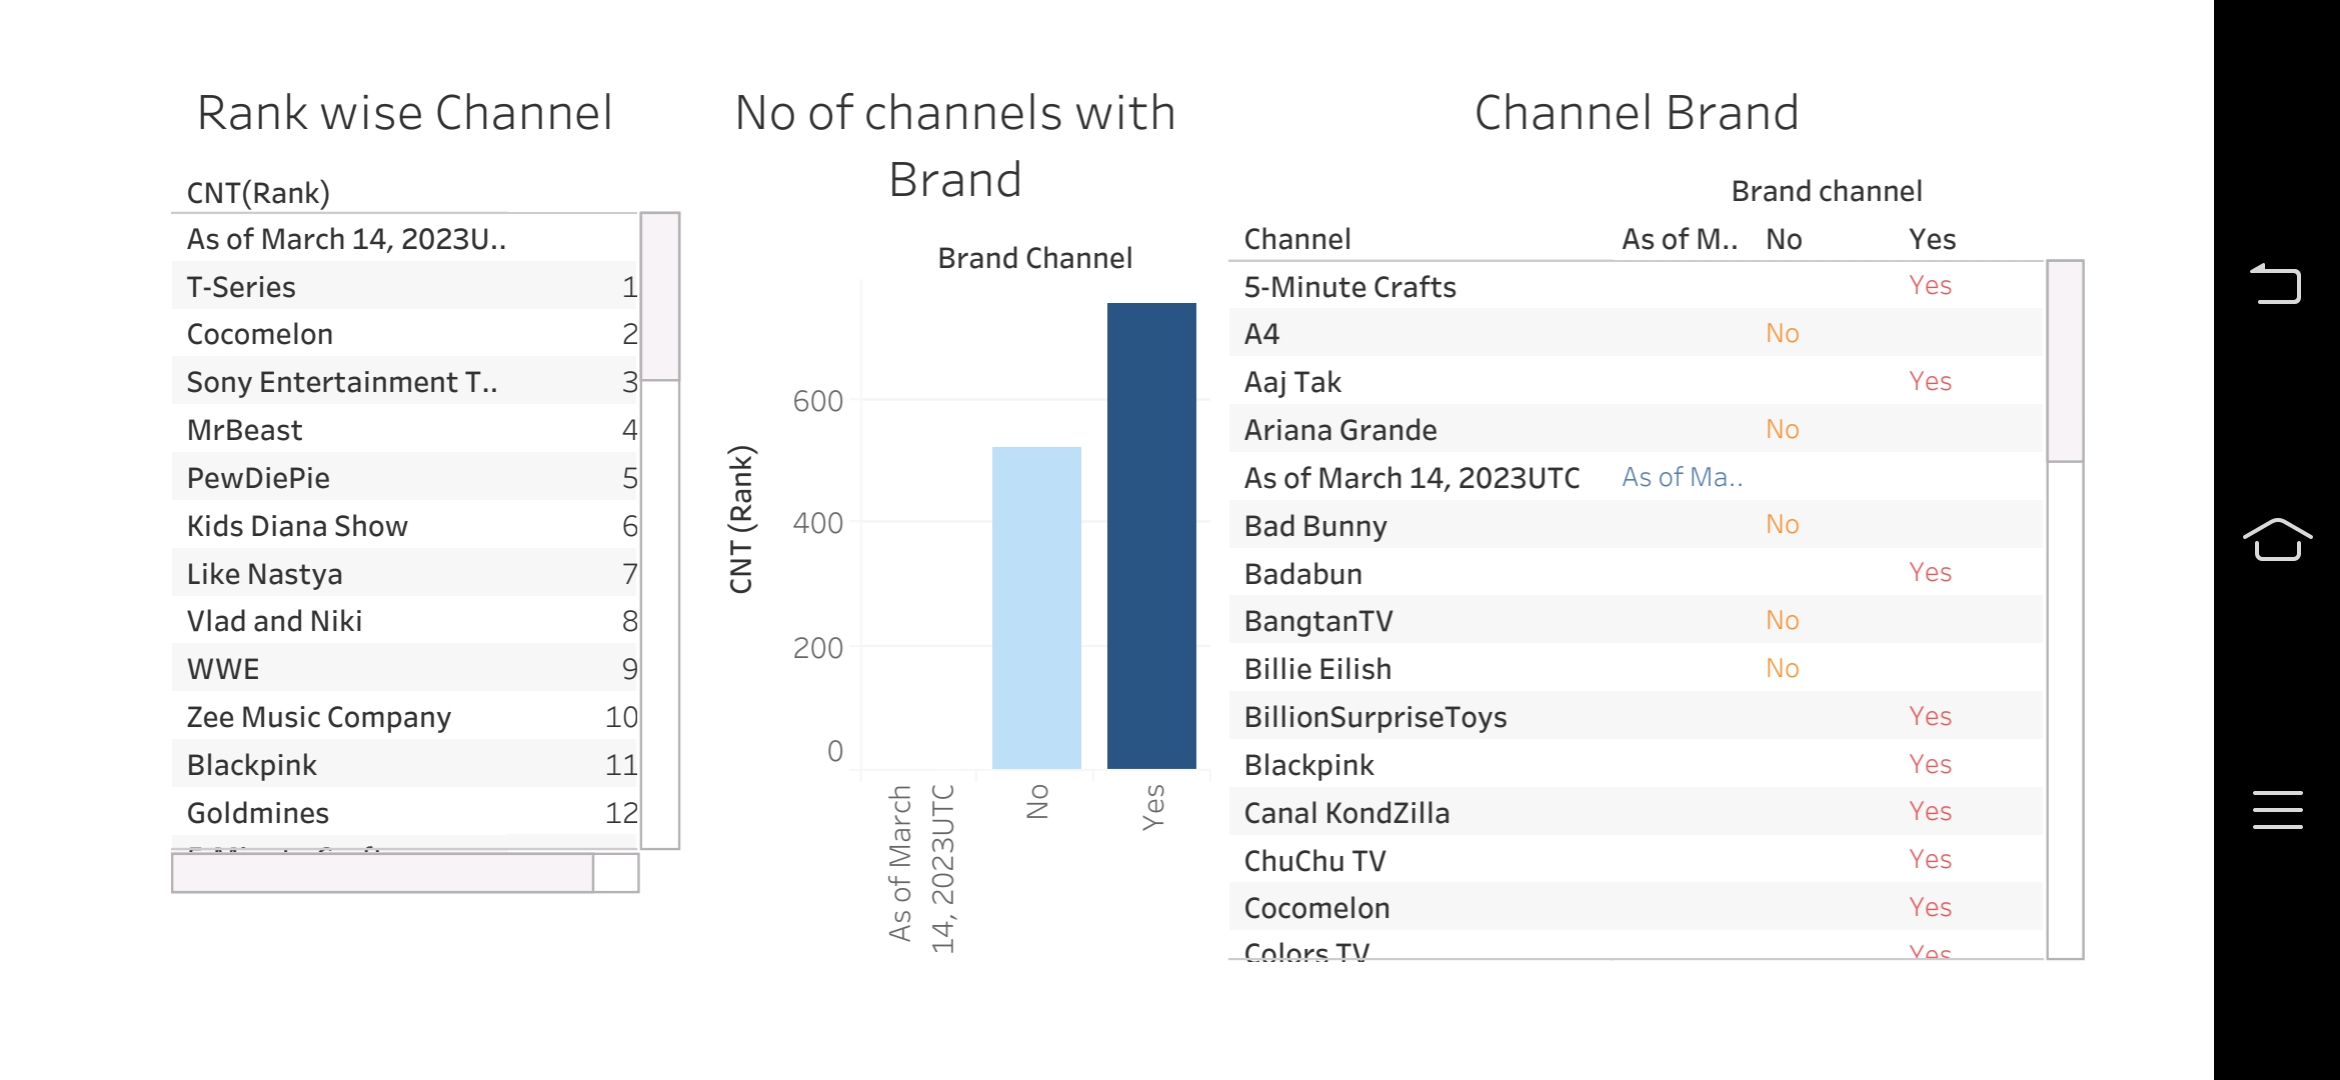 Rank wise Channel
CNT(Rank)
As of March 14, 2023U..
T-Series 1
Cocomelon 2
Sony Entertainment T.. 3
MrBeast 4
PewDiePie 5
Kids Diana Show 6
Like Nastya 7
Vlad and Niki 8
WWE 9
Zee Music Company 10
Blackpink 11
Goldmines 12
No of channels with
Brand
Brand Channel
CNT (Rank)
600
400
200
0
As of March
14, 2023UTC
No
Yes
Channel Brand
Brand channel
Channel As of M.. No Yes
5-Minute Crafts Yes
A4 No
Aaj Tak Yes
Ariana Grande No
As of March 14, 2023UTC As of Ma..
Bad Bunny No
Badabun Yes
BangtanTV No
Billie Eilish No
BillionSurpriseToys Yes
Blackpink Yes
Canal KondZilla Yes
ChuChu TV Yes
Cocomelon Yes
Colors TV Yes